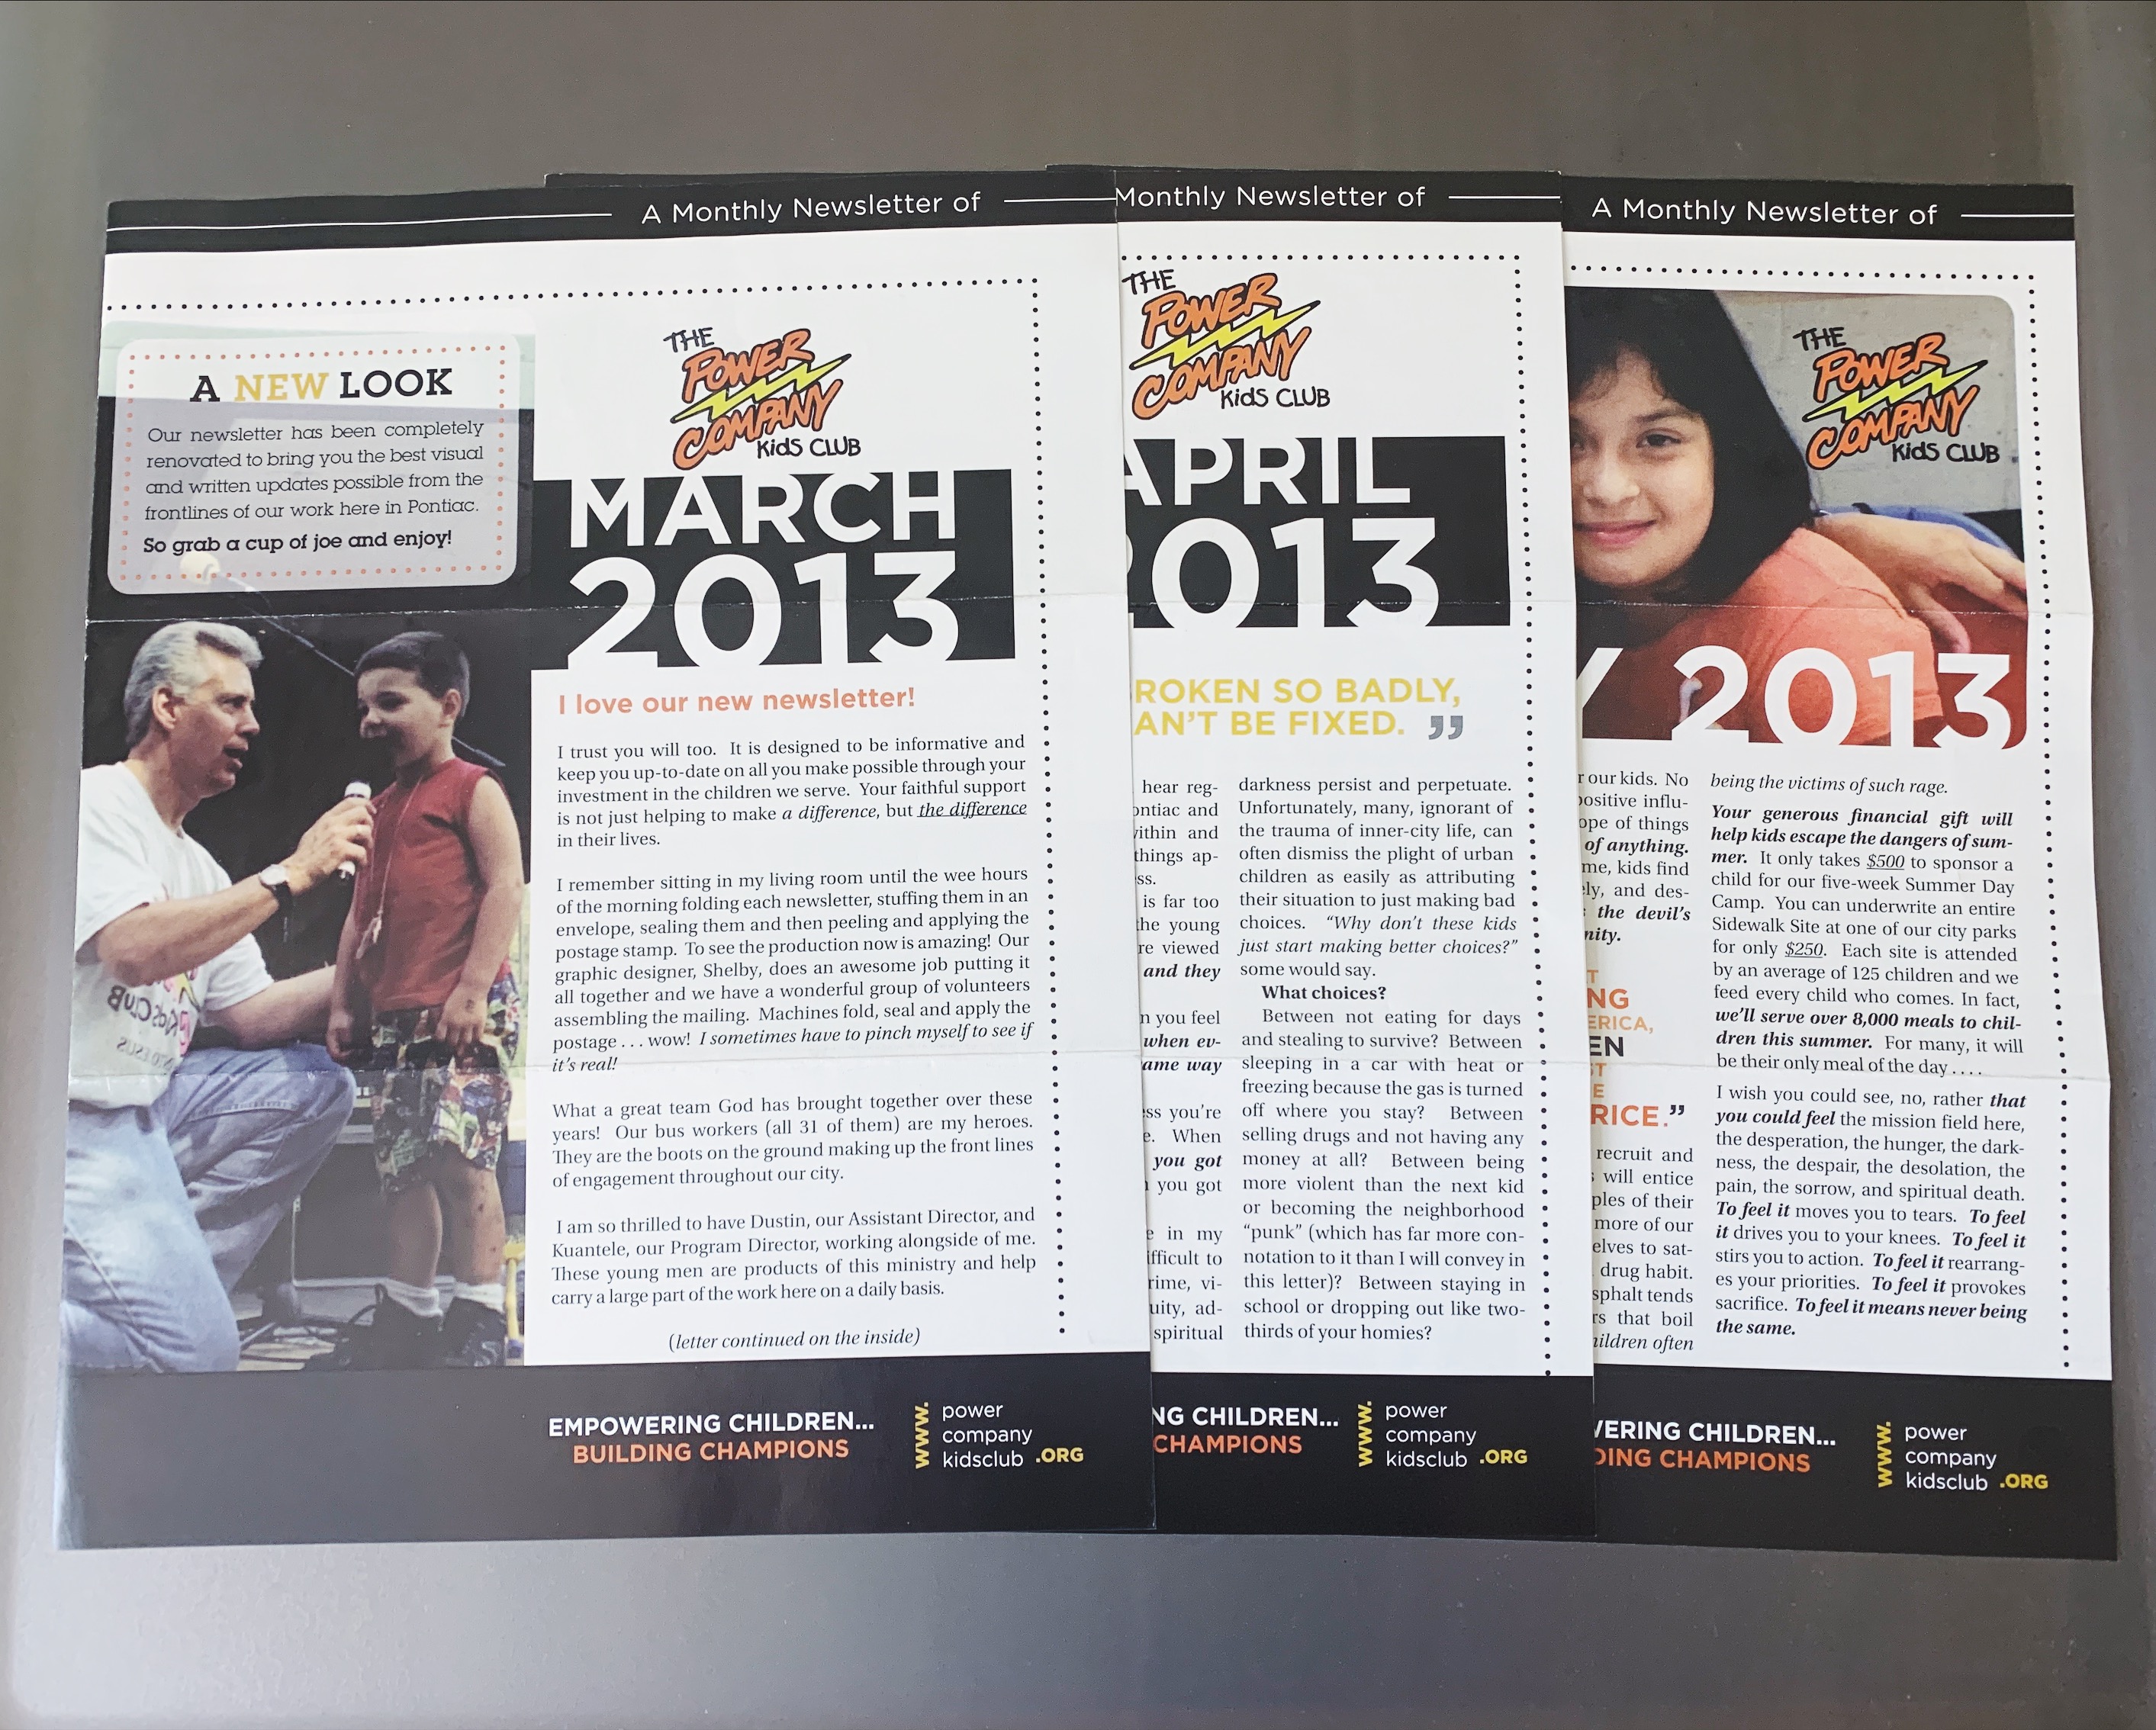 A Monthly Newsletter of
A NEW LOOK
Our newsletter has been completely
renovated to bring you the best visual
and written updates possible from the
frontlines of our work here in Pontiac.
So grab a cup of joe and enjoy!
THE
POWER
COMPANY
KidS CLUB
MARCH
2013
I love our new newsletter!
I trust you will too. It is designed to be informative and
keep you up-to-date on all you make possible through your
investment in the children we serve. Your faithful support
is not just helping to make a difference, but the difference
in their lives.
I remember sitting in my living room until the wee hours
of the morning folding each newsletter, stuffing them in an
envelope, sealing them and then peeling and applying the
postage stamp. To see the production now is amazing! Our
graphic designer, Shelby, does an awesome job putting it
all together and we have a wonderful group of volunteers
assembling the mailing. Machines fold, seal and apply the
postage . . . wow! I sometimes have to pinch myself to see if
it's real!
What a great team God has brought together over these
years! Our bus workers (all 31 of them) are my heroes.
They are the boots on the ground making up the front lines
of engagement throughout our city.
I am so thrilled to have Dustin, our Assistant Director, and
Kuantele, our Program Director, working alongside of me.
These young men are products of this ministry and help
carry a large part of the work here on a daily basis.
(letter continued on the inside)
EMPOWERING CHILDREN...
BUILDING CHAMPIONS
www.
power
company
kidsclub .ORG
Monthly Newsletter of
THE
POWER
COMPANY
KidS CLUB
APRIL
2013
ROKEN SO BADLY,
AN'T BE FIXED. ”
hear reg-
ontiac and
ithin and
things ap-
ss.
is far too
the young
re viewed
and they
n you feel
when ev-
ame way
ss you're
e. When
you got
you got
e in my
ifficult to
rime, vi-
uity, ad-
spiritual
darkness persist and perpetuate.
Unfortunately, many, ignorant of
the trauma of inner-city life, can
often dismiss the plight of urban
children as easily as attributing
their situation to just making bad
choices. "Why don't these kids
just start making better choices?"
some would say.
What choices?
Between not eating for days
and stealing to survive? Between
sleeping in a car with heat or
freezing because the gas is turned
off where you stay? Between
selling drugs and not having any
money at all? Between being
more violent than the next kid
or becoming the neighborhood
"punk" (which has far more con-
notation to it than I will convey in
this letter)? Between staying in
school or dropping out like two-
thirds of your homies?
NG CHILDREN...
CHAMPIONS
www.
power
company
kidsclub .ORG
A Monthly Newsletter of
THE
POWER
COMPANY
KidS CLUB
Y 2013
r our kids. No
ositive influ-
ope of things
of anything.
me, kids find
ely, and des-
the devil's
nity.
T
NG
ERICA,
EN
ST
E
RICE."
recruit and
will entice
ples of their
more of our
elves to sat-
drug habit.
sphalt tends
rs that boil
hildren often
being the victims of such rage.
Your generous financial gift will
help kids escape the dangers of sum-
mer. It only takes $500 to sponsor a
child for our five-week Summer Day
Camp. You can underwrite an entire
Sidewalk Site at one of our city parks
for only $250. Each site is attended
by an average of 125 children and we
feed every child who comes. In fact,
we'll serve over 8,000 meals to chil-
dren this summer. For many, it will
be their only meal of the day . . . .
I wish you could see, no, rather that
you could feel the mission field here,
the desperation, the hunger, the dark-
ness, the despair, the desolation, the
pain, the sorrow, and spiritual death.
To feel it moves you to tears. To feel
it drives you to your knees. To feel it
stirs you to action. To feel it rearrang-
es your priorities. To feel it provokes
sacrifice. To feel it means never being
the same.
VERING CHILDREN...
DING CHAMPIONS
www.
power
company
kidsclub .ORG